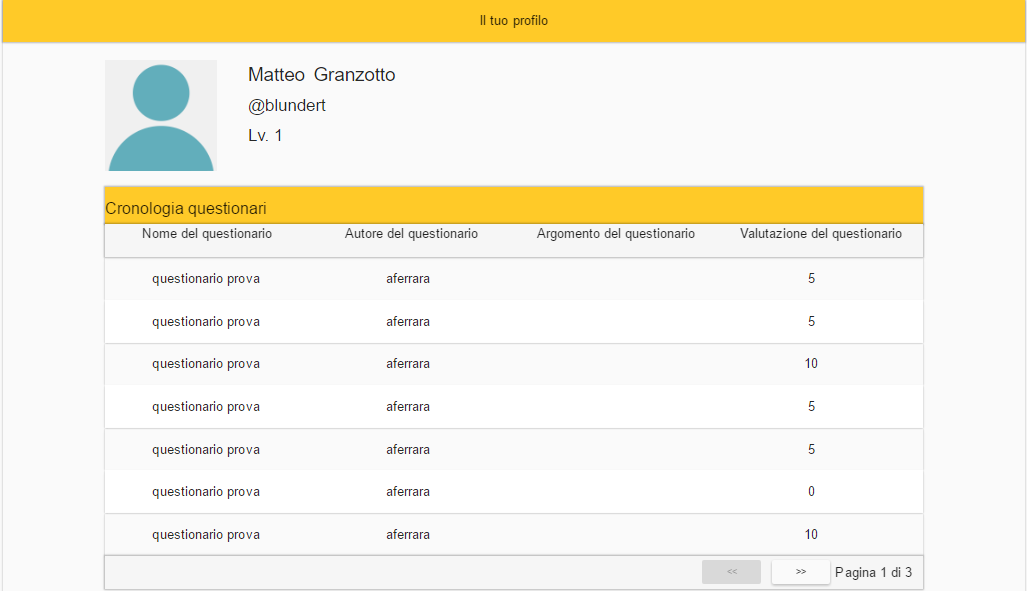 Il tuo profilo
Matteo Granzotto
@blundert
Lv. 1
Cronologia questionari
Nome del questionario Autore del questionario Argomento del questionario Valutazione del questionario
questionario prova aferrara 5
questionario prova aferrara 5
questionario prova aferrara 10
questionario prova aferrara 5
questionario prova aferrara 5
questionario prova aferrara 0
questionario prova aferrara 10
<< >> Pagina 1 di 3